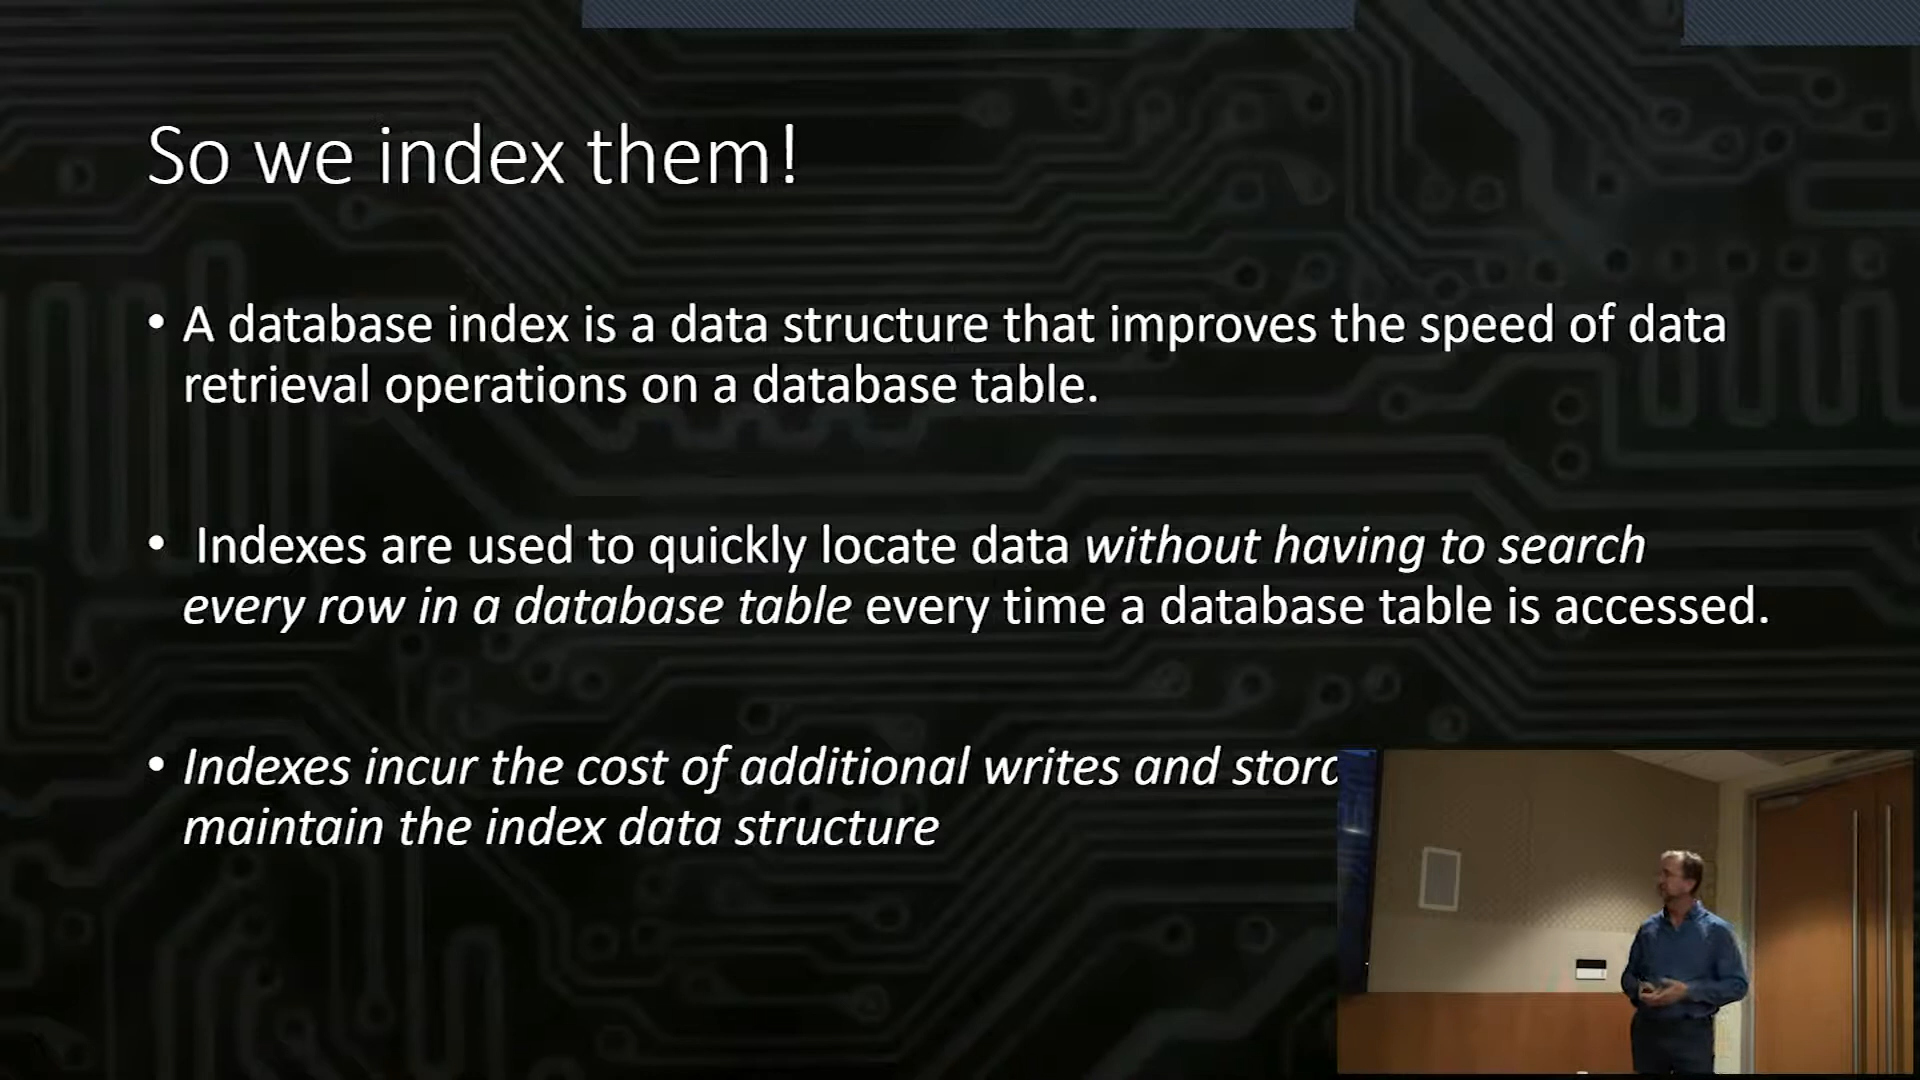 So we index them!
• A database index is a data structure that improves the speed of data
retrieval operations on a database table.
• Indexes are used to quickly locate data without having to search
every row in a database table every time a database table is accessed.
• Indexes incur the cost of additional writes and
maintain the index data structure